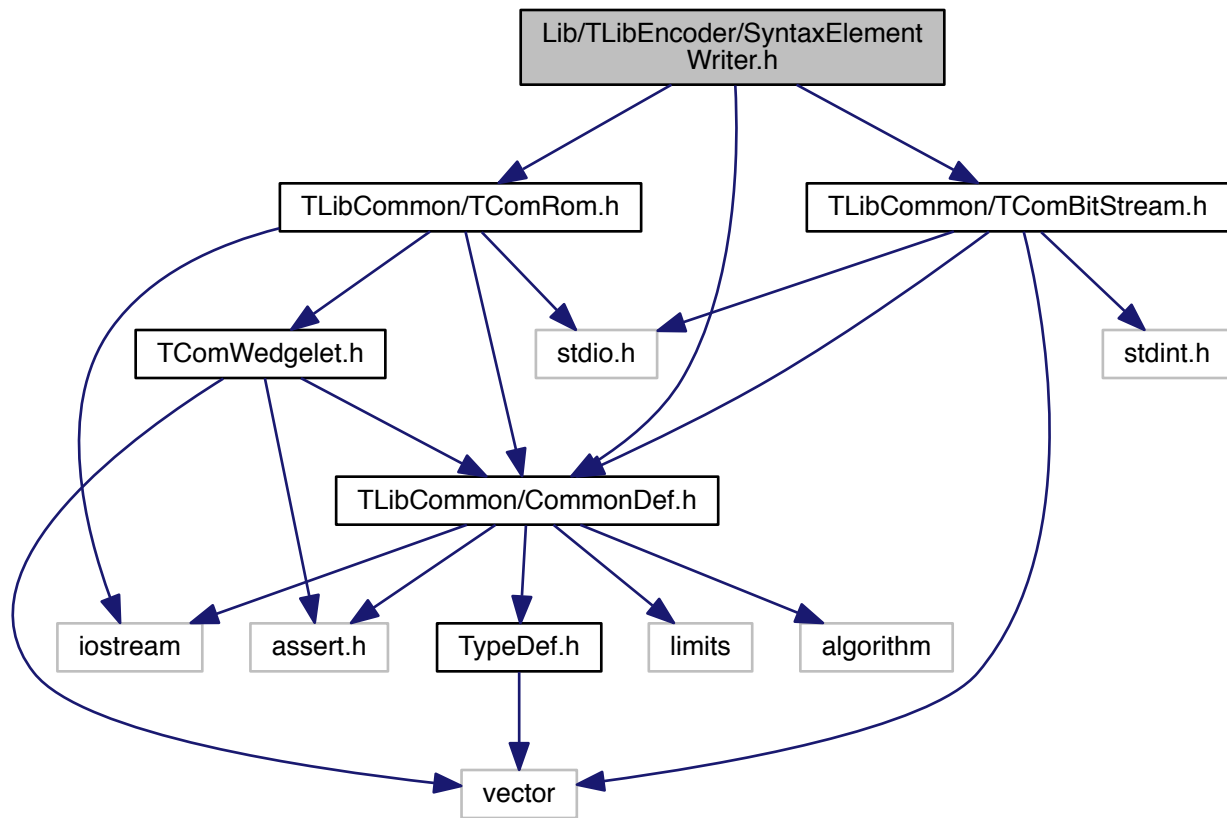 Lib/TLibEncoder/SyntaxElement
Writer.h
TLibCommon/TComRom.h
TLibCommon/TComBitStream.h
TComWedgelet.h
stdio.h
stdint.h
TLibCommon/CommonDef.h
iostream
assert.h
TypeDef.h
limits
algorithm
vector